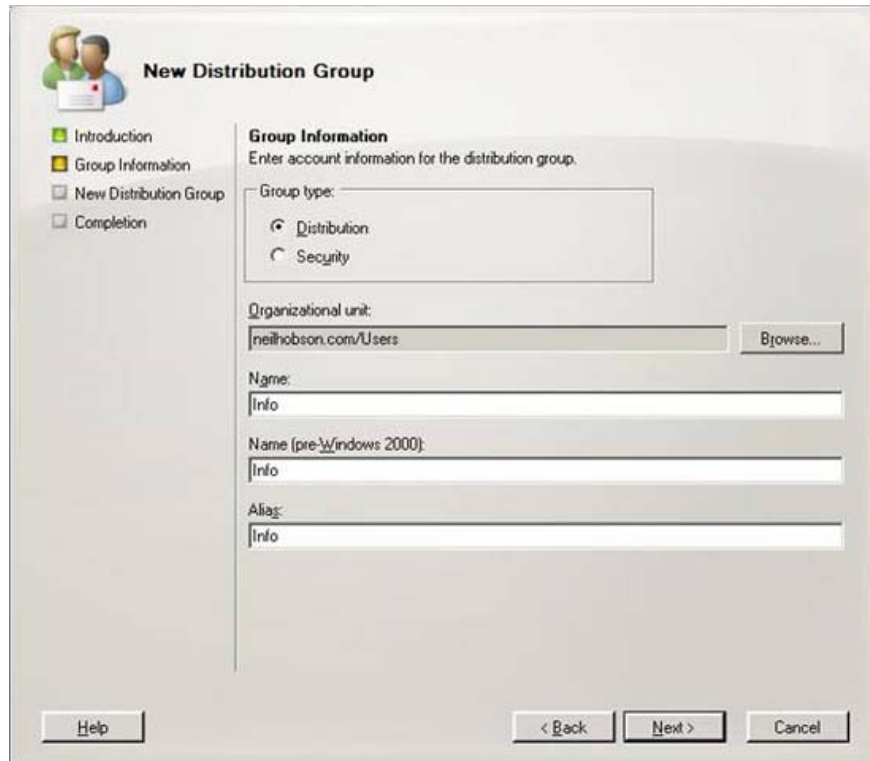 New Distribution Group
Introduction
Group Information
New Distribution Group
Completion
Group Information
Enter account information for the distribution group.
Group type:
Distribution
Security
Organizational unit:
neilhobson.com/Users
Browse...
Name:
Info
Name (pre-Windows 2000):
Info
Alias:
Info
Help
< Back
Next >
Cancel